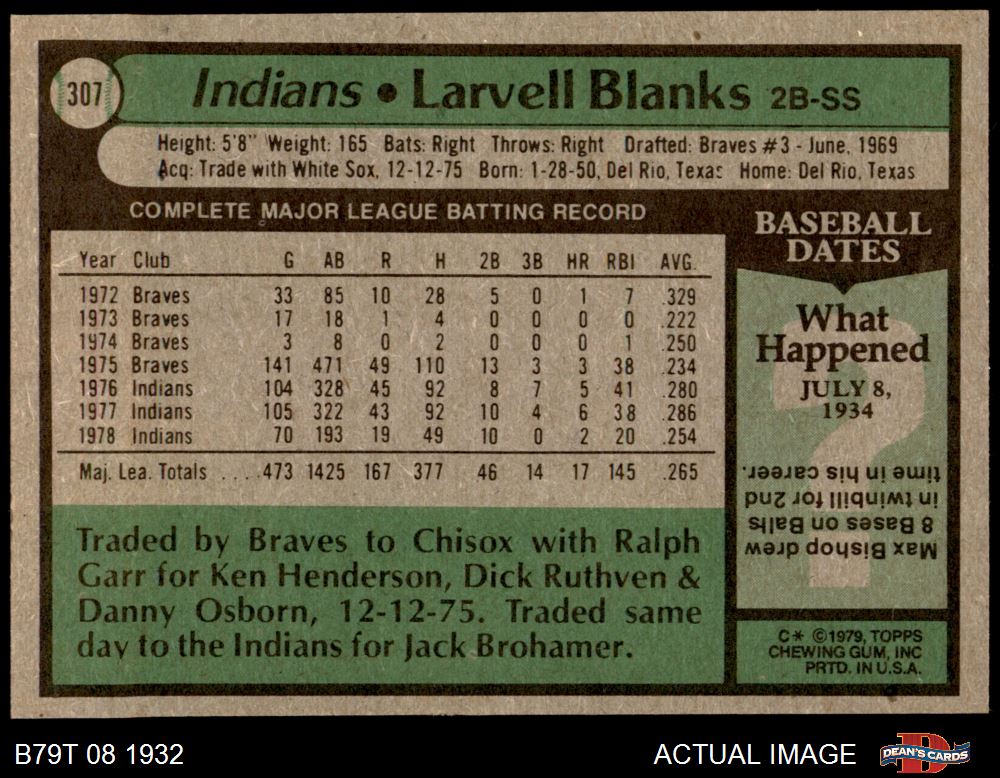 307
Indians • Larvell Blanks 2B-SS
Height: 5'8" Weight: 165 Bats: Right Throws: Right Drafted: Braves #3 - June, 1969
Acq: Trade with White Sox, 12-12-75 Born: 1-28-50, Del Rio, Texas Home: Del Rio, Texas
COMPLETE MAJOR LEAGUE BATTING RECORD
Year Club G AB R H 2B 3B HR RBI AVG.
1972 Braves 33 85 10 28 5 0 1 7 .329
1973 Braves 17 18 1 4 0 0 0 0 .222
1974 Braves 3 8 0 2 0 0 0 1 .250
1975 Braves 141 471 49 110 13 3 3 38 .234
1976 Indians 104 328 45 92 8 7 5 41 .280
1977 Indians 105 322 43 92 10 4 6 38 .286
1978 Indians 70 193 19 49 10 0 2 20 .254
Maj. Lea. Totals . . . . 473 1425 167 377 46 14 17 145 .265
Traded by Braves to Chisox with Ralph
Garr for Ken Henderson, Dick Ruthven &
Danny Osborn, 12-12-75. Traded same
day to the Indians for Jack Brohamer.
BASEBALL
DATES
What
Happened
JULY 8,
1934
?
Max Bishop drew
8 Bases on Balls
in twinbill for 2nd
time in his career.
C* ©1979, TOPPS
CHEWING GUM, INC
PRTD. IN U.S.A.
B79T 08 1932
ACTUAL IMAGE
D
DEAN'S CARDS